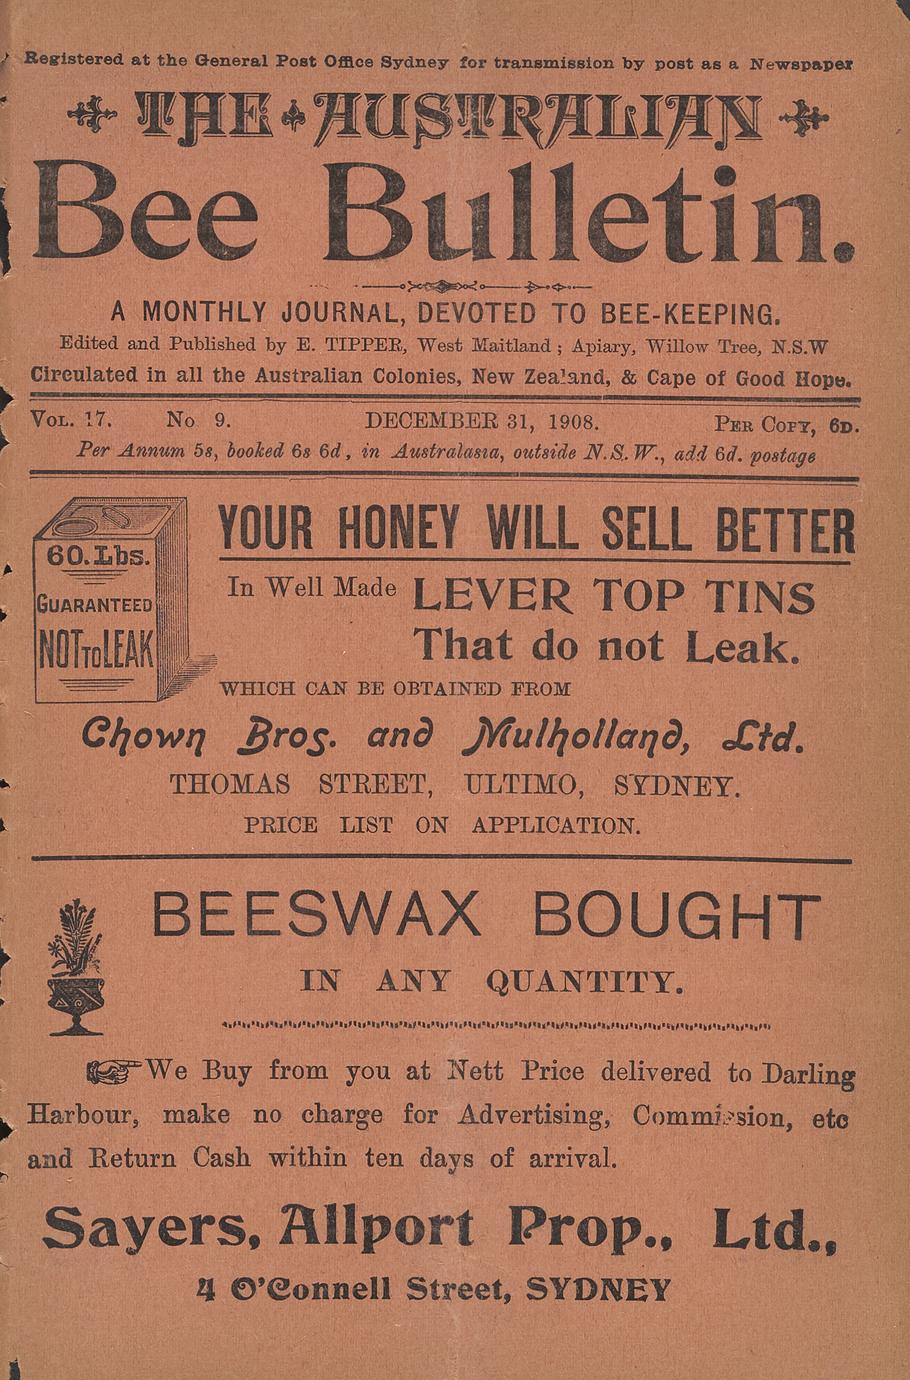 Registered at the General Post Office Sydney for transmission by post as a Newspaper
THE AUSTRALIAN
Bee Bulletin.
A MONTHLY JOURNAL, DEVOTED TO BEE-KEEPING.
Edited and Published by E. TIPPER, West Maitland ; Apiary, Willow Tree, N.S.W
Circulated in all the Australian Colonies, New Zealand, & Cape of Good Hope.
VOL. 17. No 9. DECEMBER 31, 1908. PER COPY, 6D.
Per Annum 5s, booked 6s 6d, in Australasia, outside N.S.W., add 6d. postage
60.Lbs.
GUARANTEED
NOT TO LEAK
YOUR HONEY WILL SELL BETTER
In Well Made LEVER TOP TINS
That do not Leak.
WHICH CAN BE OBTAINED FROM
Chown Bros. and Mulholland, Ltd.
THOMAS STREET, ULTIMO, SYDNEY.
PRICE LIST ON APPLICATION.
BEESWAX BOUGHT
IN ANY QUANTITY.
We Buy from you at Nett Price delivered to Darling
Harbour, make no charge for Advertising, Commission, etc
and Return Cash within ten days of arrival.
Sayers, Allport Prop., Ltd.,
4 O'Connell Street, SYDNEY